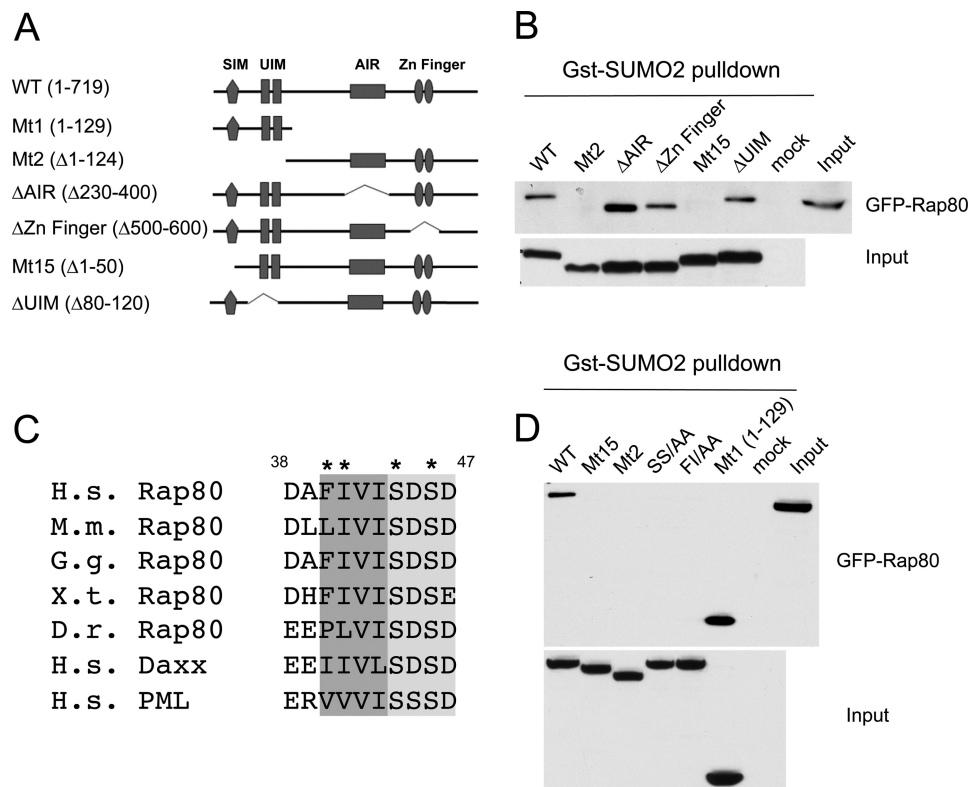 A
SIM UIM AIR Zn Finger
WT (1-719)
Mt1 (1-129)
Mt2 (Δ1-124)
ΔAIR (Δ230-400)
ΔZn Finger (Δ500-600)
Mt15 (Δ1-50)
ΔUIM (Δ80-120)
B
Gst-SUMO2 pulldown
WT Mt2 ΔAIR ΔZn Finger Mt15 ΔUIM mock Input
GFP-Rap80
Input
C
38 * * * * 47
H.s. Rap80 DAFIVISDSD
M.m. Rap80 DLLIVISDSD
G.g. Rap80 DAFIVISDSD
X.t. Rap80 DHFIVISDSE
D.r. Rap80 EEPLVISDSD
H.s. Daxx EEIIVLSDSD
H.s. PML ERVVVISSSD
D
Gst-SUMO2 pulldown
WT Mt15 Mt2 SS/AA FI/AA Mt1 (1-129) mock Input
GFP-Rap80
Input